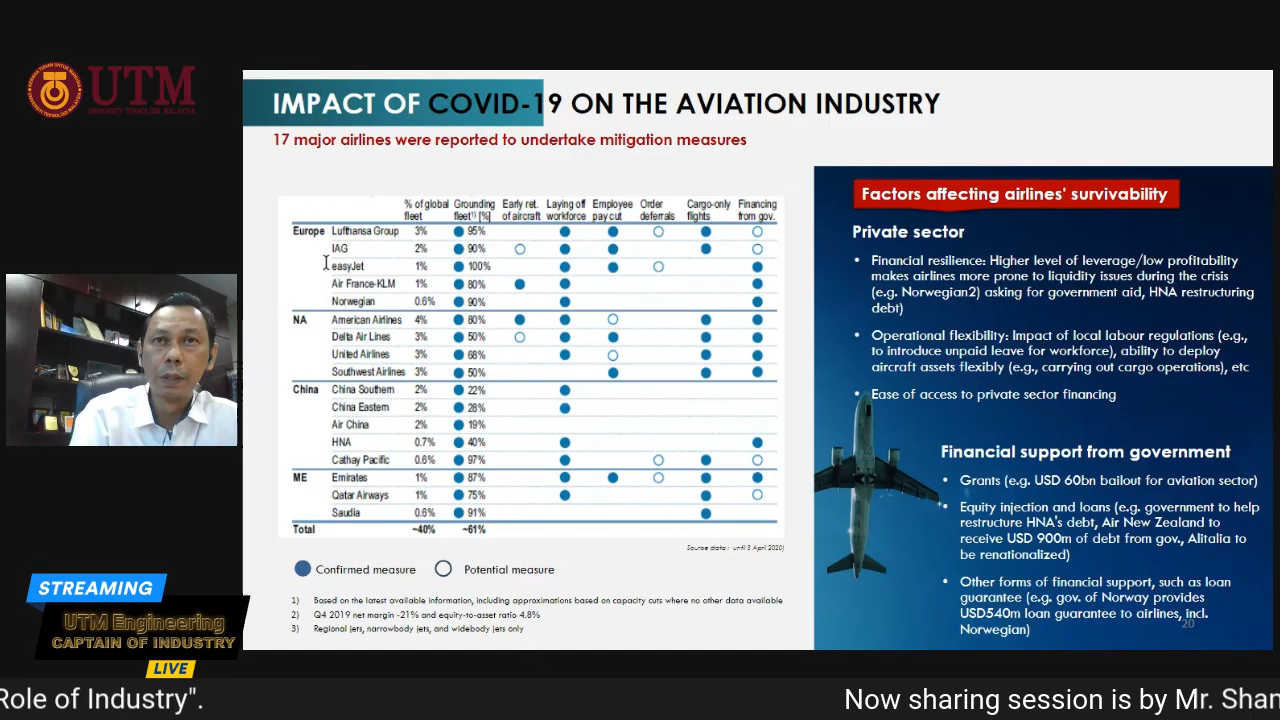 UTM
UNIVERSITI TEKNOLOGI MALAYSIA
IMPACT OF COVID-19 ON THE AVIATION INDUSTRY
17 major airlines were reported to undertake mitigation measures
% of global fleet Grounding fleet¹⁾ [%] Early ret. of aircraft Laying off workforce Employee pay cut Order deferrals Cargo-only flights Financing from gov.
Europe Lufthansa Group 3% 95%
IAG 2% 90%
easyJet 1% 100%
Air France-KLM 1% 80%
Norwegian 0.6% 90%
NA American Airlines 4% 80%
Delta Air Lines 3% 50%
United Airlines 3% 68%
Southwest Airlines 3% 50%
China China Southern 2% 22%
China Eastern 2% 28%
Air China 2% 19%
HNA 0.7% 40%
Cathay Pacific 0.6% 97%
ME Emirates 1% 87%
Qatar Airways 1% 75%
Saudia 0.6% 91%
Total ~40% ~61%
Source data : until 3 April 2020)
Confirmed measure Potential measure
1) Based on the latest available information, including approximations based on capacity cuts where no other data available
2) Q4 2019 net margin -21% and equity-to-asset ratio 4.8%
3) Regional jets, narrowbody jets, and widebody jets only
Factors affecting airlines' survivability
Private sector
• Financial resilience: Higher level of leverage/low profitability
makes airlines more prone to liquidity issues during the crisis
(e.g. Norwegian2) asking for government aid, HNA restructuring
debt)
• Operational flexibility: Impact of local labour regulations (e.g.,
to introduce unpaid leave for workforce), ability to deploy
aircraft assets flexibly (e.g., carrying out cargo operations), etc
• Ease of access to private sector financing
Financial support from government
• Grants (e.g. USD 60bn bailout for aviation sector)
• Equity injection and loans (e.g. government to help
restructure HNA's debt, Air New Zealand to
receive USD 900m of debt from gov., Alitalia to
be renationalized)
• Other forms of financial support, such as loan
guarantee (e.g. gov. of Norway provides
USD540m loan guarantee to airlines, incl.
Norwegian)
20
STREAMING
UTM Engineering
CAPTAIN OF INDUSTRY
LIVE
Role of Industry". Now sharing session is by Mr. Shan